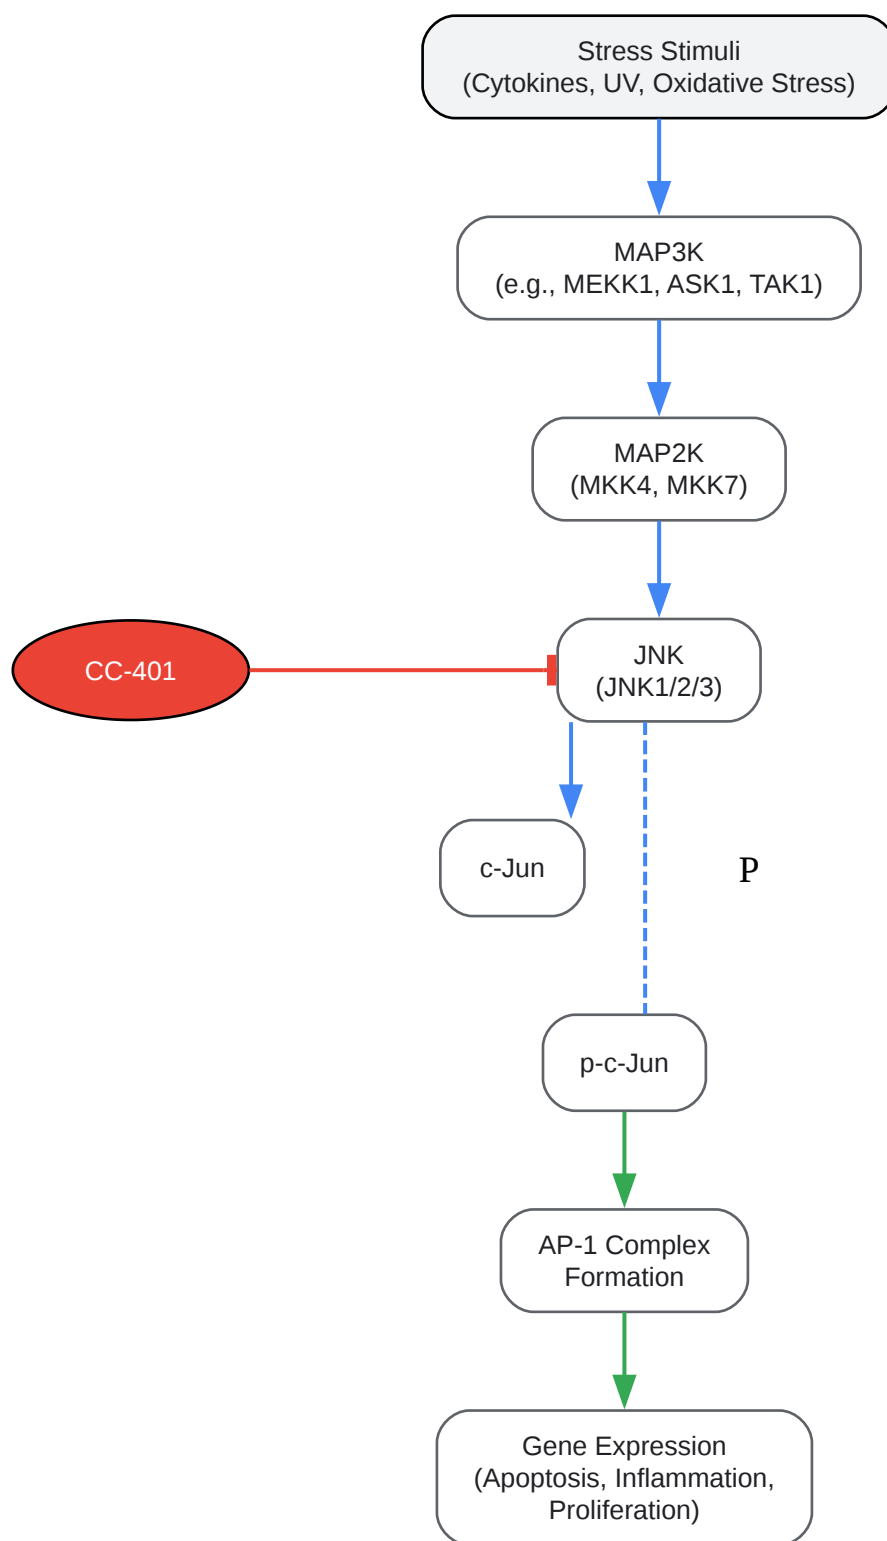 Stress Stimuli
(Cytokines, UV, Oxidative Stress)
MAP3K
(e.g., MEKK1, ASK1, TAK1)
MAP2K
(MKK4, MKK7)
CC-401
JNK
(JNK1/2/3)
c-Jun
P
p-c-Jun
AP-1 Complex
Formation
Gene Expression
(Apoptosis, Inflammation,
Proliferation)